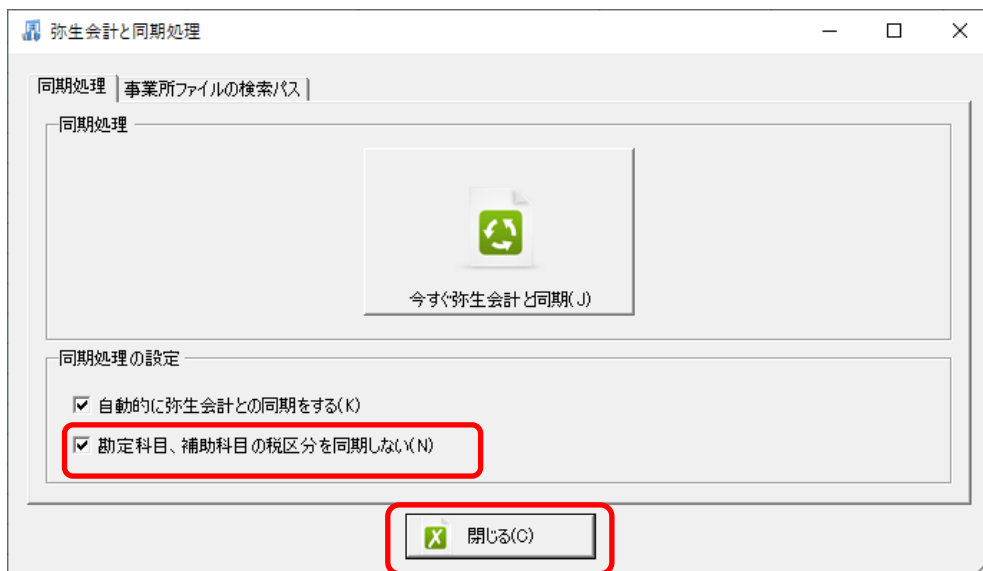 弥生会計と同期処理
同期処理 事業所ファイルの検索パス
同期処理
今すぐ弥生会計と同期(J)
同期処理の設定
自動的に弥生会計との同期をする(K)
勘定科目、補助科目の税区分を同期しない(N)
閉じる(C)